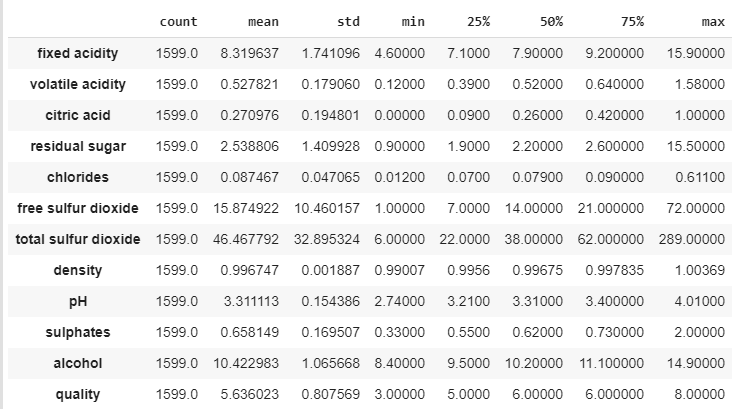 count mean std min 25% 50% 75% max
fixed acidity 1599.0 8.319637 1.741096 4.60000 7.1000 7.90000 9.200000 15.90000
volatile acidity 1599.0 0.527821 0.179060 0.12000 0.3900 0.52000 0.640000 1.58000
citric acid 1599.0 0.270976 0.194801 0.00000 0.0900 0.26000 0.420000 1.00000
residual sugar 1599.0 2.538806 1.409928 0.90000 1.9000 2.20000 2.600000 15.50000
chlorides 1599.0 0.087467 0.047065 0.01200 0.0700 0.07900 0.090000 0.61100
free sulfur dioxide 1599.0 15.874922 10.460157 1.00000 7.0000 14.00000 21.000000 72.00000
total sulfur dioxide 1599.0 46.467792 32.895324 6.00000 22.0000 38.00000 62.000000 289.00000
density 1599.0 0.996747 0.001887 0.99007 0.9956 0.99675 0.997835 1.00369
pH 1599.0 3.311113 0.154386 2.74000 3.2100 3.31000 3.400000 4.01000
sulphates 1599.0 0.658149 0.169507 0.33000 0.5500 0.62000 0.730000 2.00000
alcohol 1599.0 10.422983 1.065668 8.40000 9.5000 10.20000 11.100000 14.90000
quality 1599.0 5.636023 0.807569 3.00000 5.0000 6.00000 6.000000 8.00000